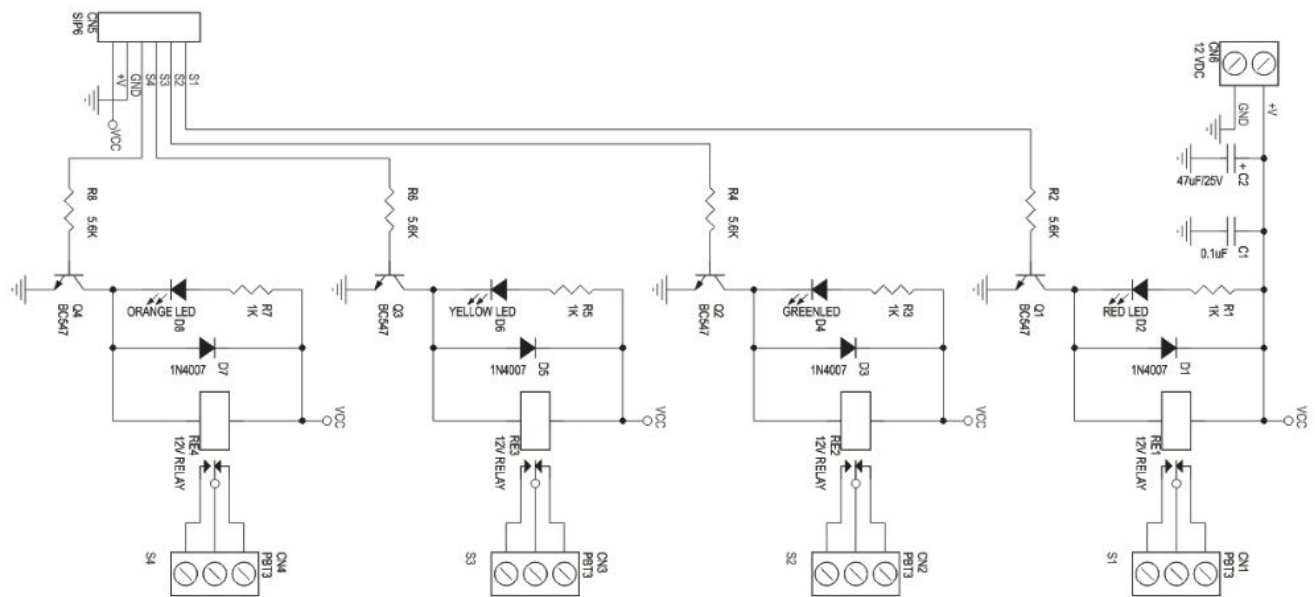 CN5
SIP6
+V
GND
S4
S3
S2
S1
VCC
CN6
12 VDC
GND
+V
47uF/25V
+
C2
0.1uF
C1
R8
5.6K
R6
5.6K
R4
5.6K
R2
5.6K
Q4
BC547
ORANGE LED
D8
R7
1K
Q3
BC547
YELLOW LED
D6
R5
1K
Q2
BC547
GREENLED
D4
R3
1K
Q1
BC547
RED LED
D2
R1
1K
1N4007
D7
1N4007
D5
1N4007
D3
1N4007
D1
VCC
VCC
VCC
VCC
RE4
12V RELAY
RE3
12V RELAY
RE2
12V RELAY
RE1
12V RELAY
S4
CN4
PBT3
S3
CN3
PBT3
S2
CN2
PBT3
S1
CN1
PBT3